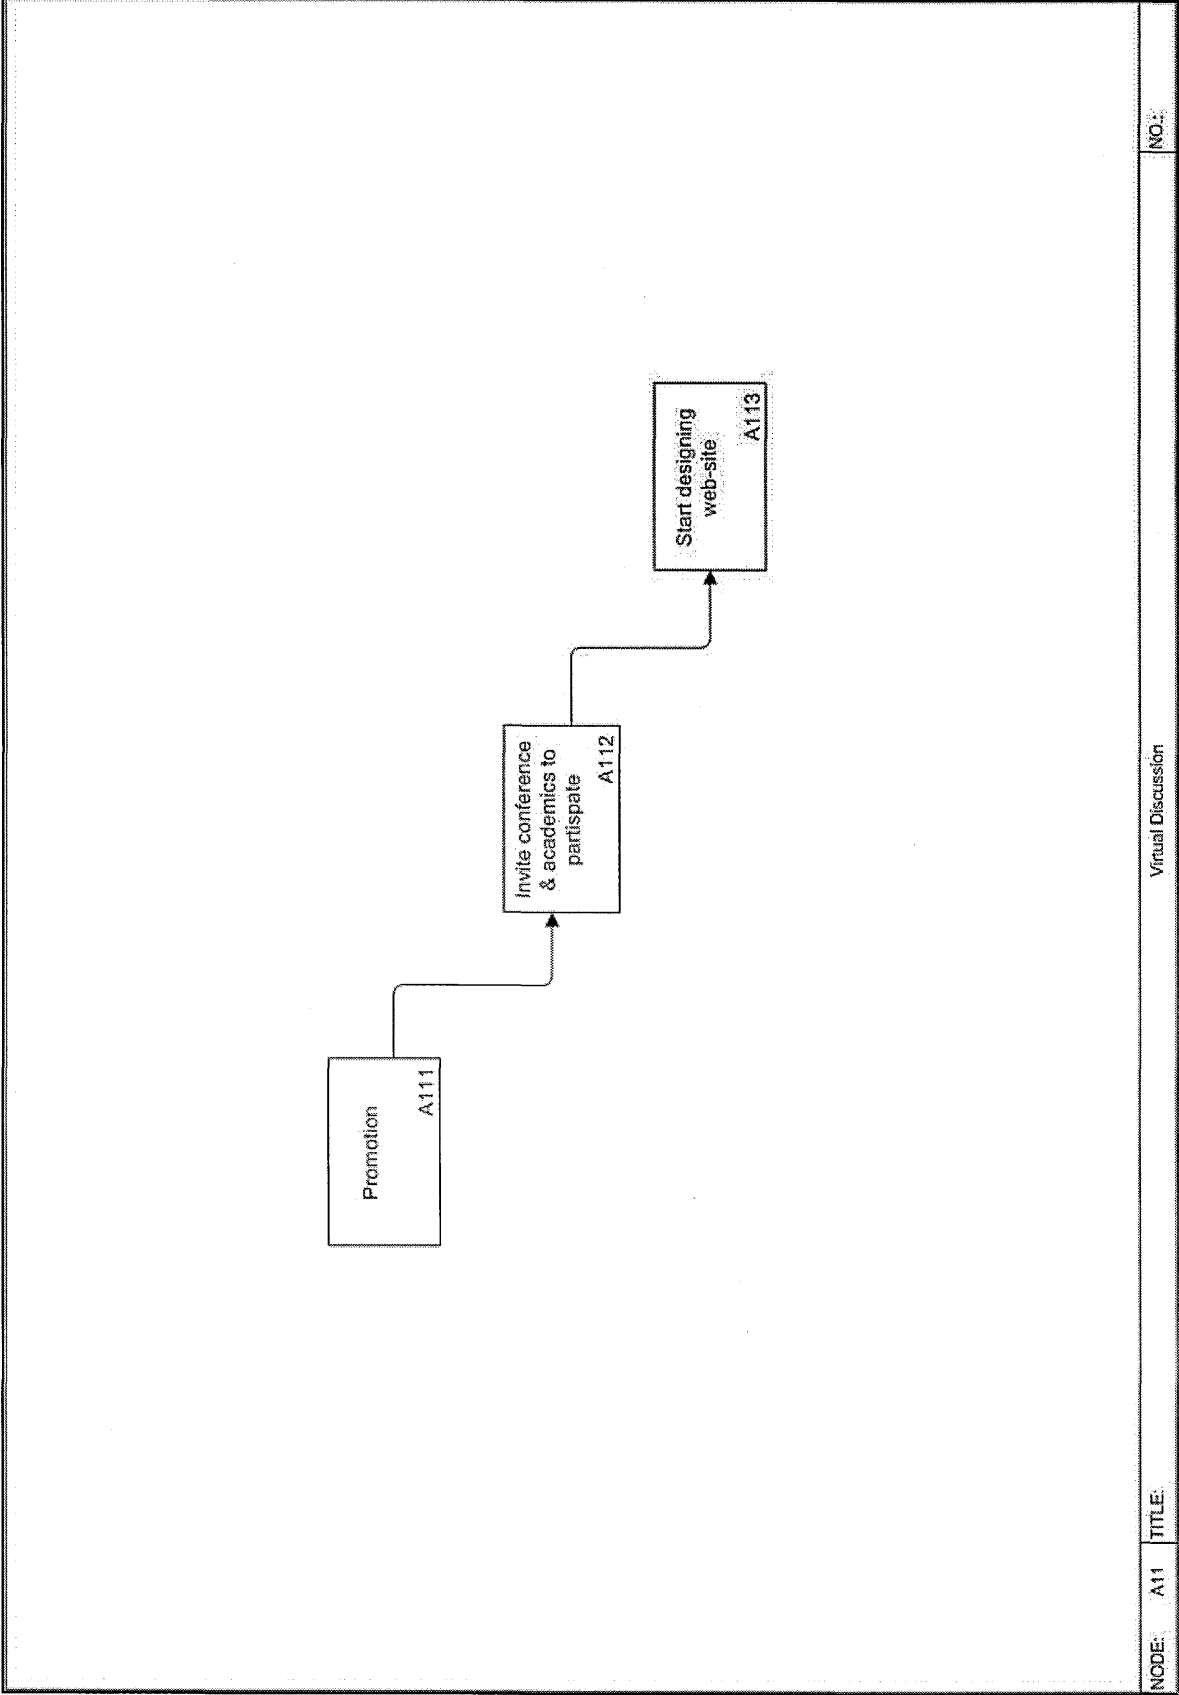 Promotion
A111
Invite conference
& academics to
partispate
A112
Start designing
web-site
A113
NODE: A11
TITLE:
Virtual Discussion
NO.: